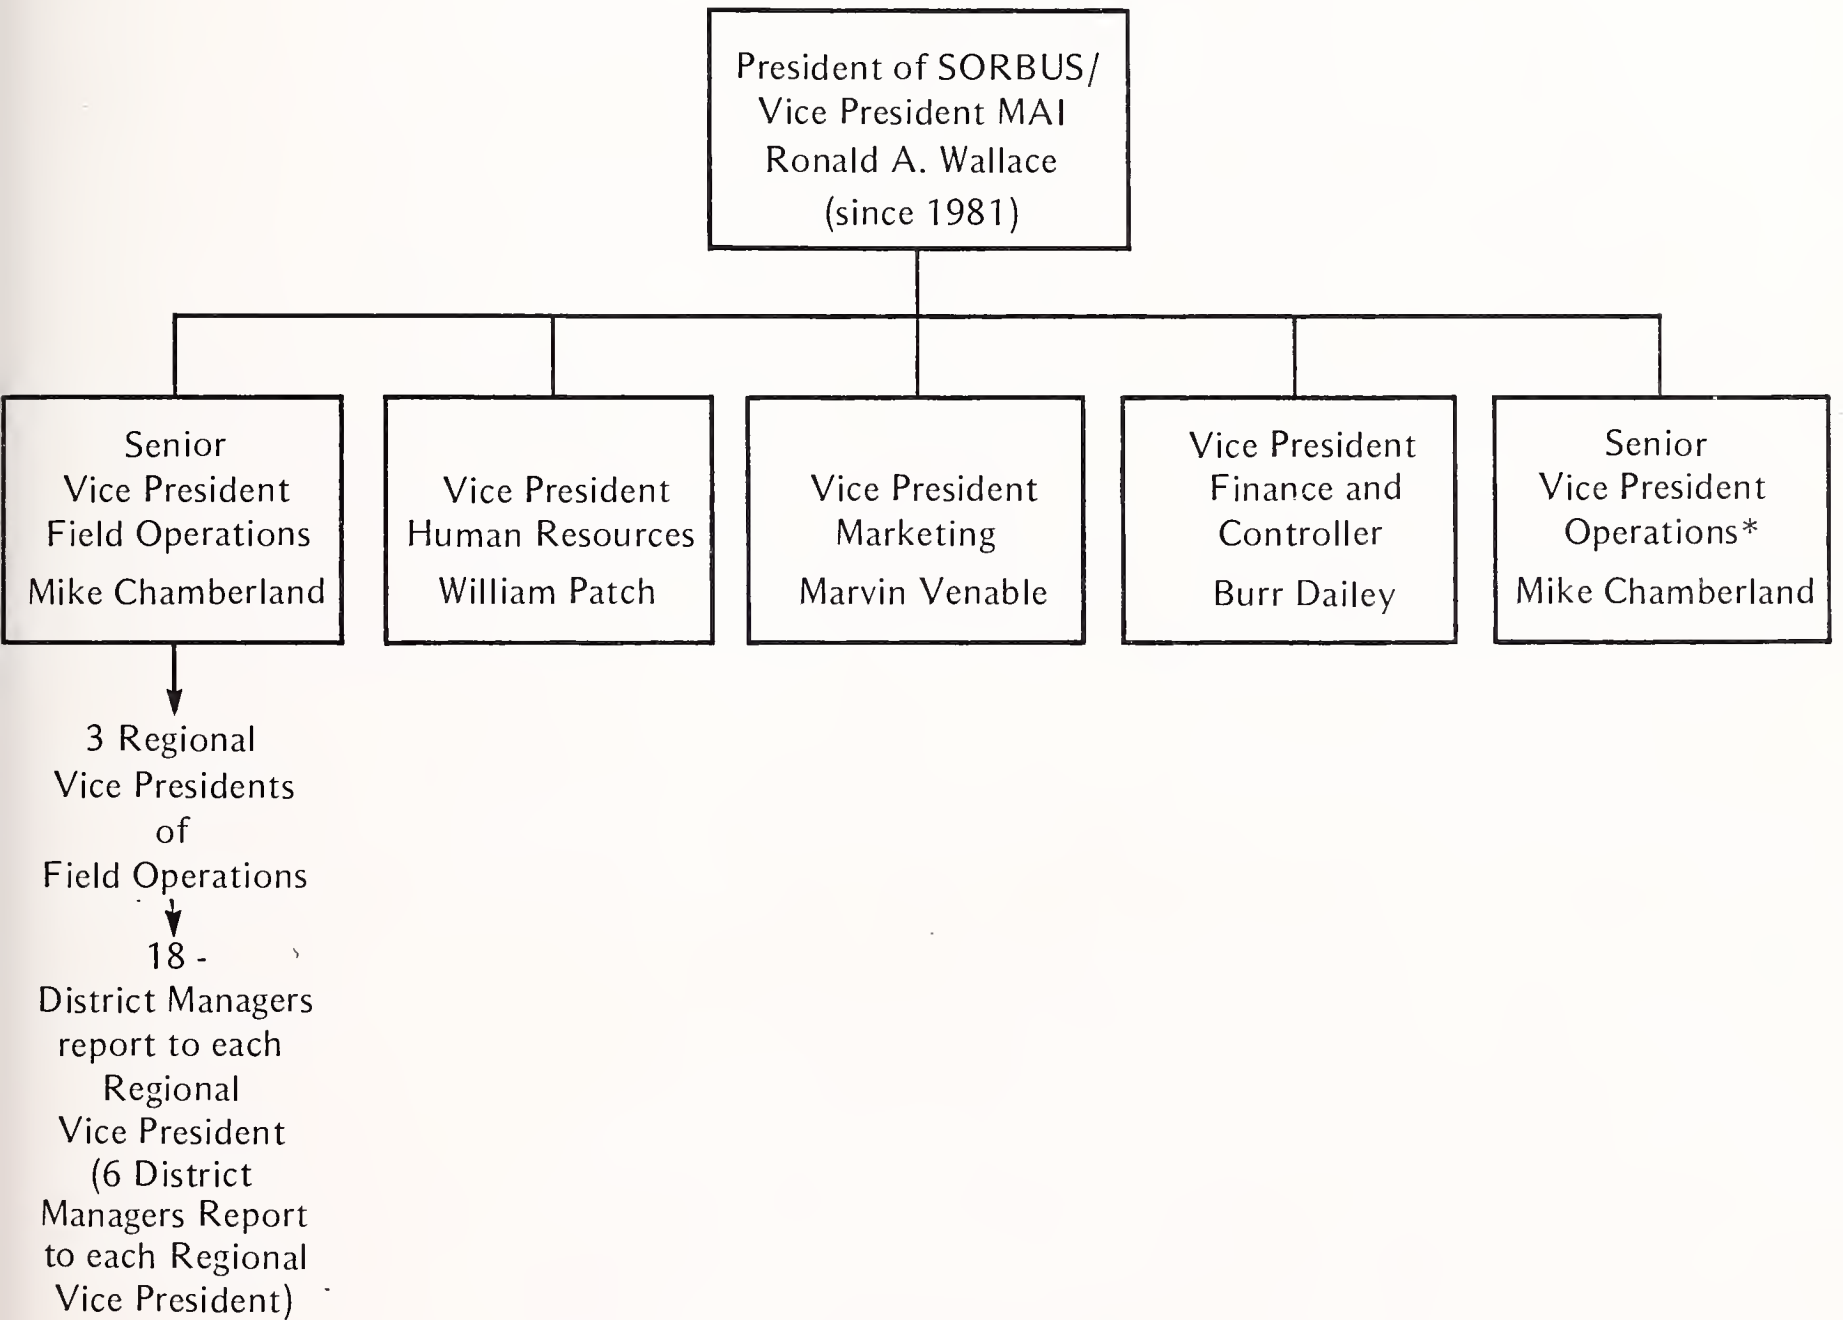 President of SORBUS/
Vice President MAI
Ronald A. Wallace
(since 1981)
Senior
Vice President
Field Operations
Mike Chamberland
Vice President
Human Resources
William Patch
Vice President
Marketing
Marvin Venable
Vice President
Finance and
Controller
Burr Dailey
Senior
Vice President
Operations*
Mike Chamberland
3 Regional
Vice Presidents
of
Field Operations
18 -
District Managers
report to each
Regional
Vice President
(6 District
Managers Report
to each Regional
Vice President)